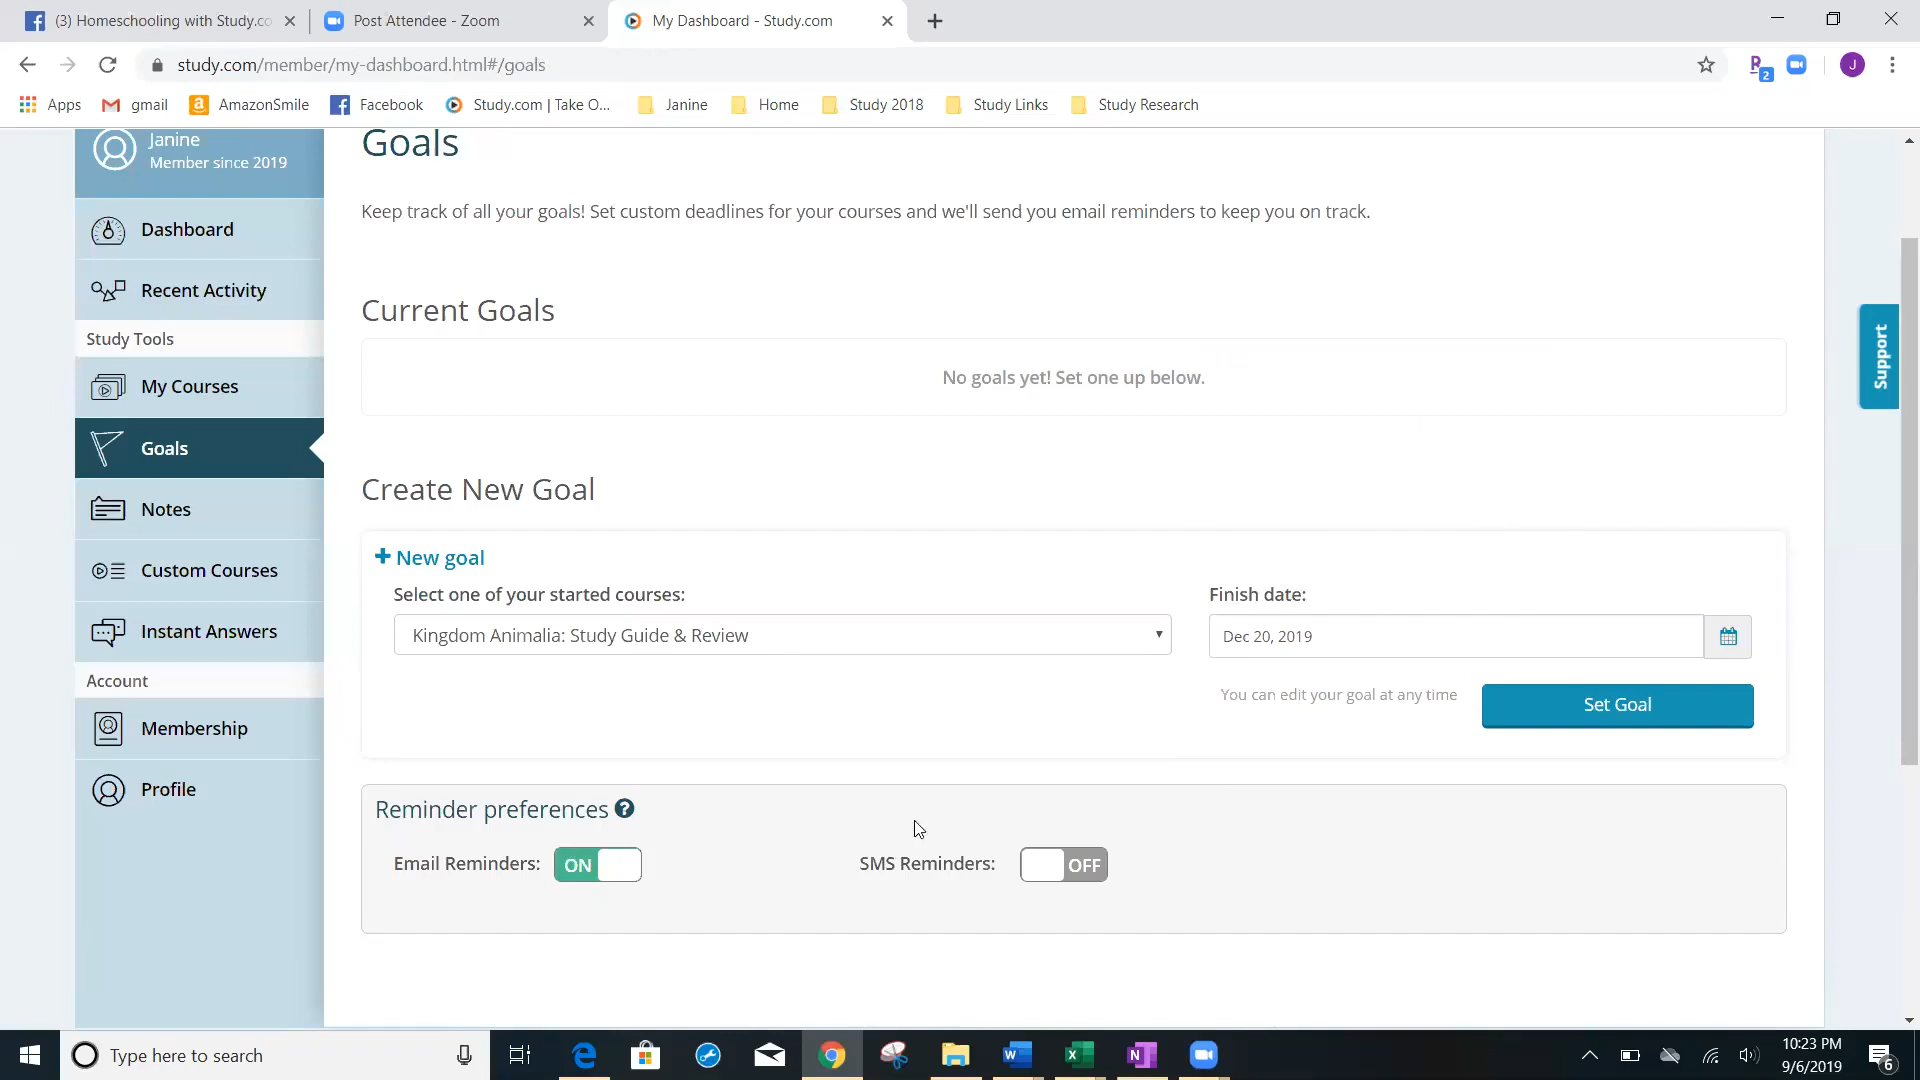 (3) Homeschooling with Study.co
Post Attendee - Zoom
My Dashboard - Study.com
study.com/member/my-dashboard.html#/goals
2
J
Apps
gmail
AmazonSmile
Facebook
Study.com | Take O...
Janine
Home
Study 2018
Study Links
Study Research
Janine
Member since 2019
Dashboard
Recent Activity
Study Tools
My Courses
Goals
Notes
Custom Courses
Instant Answers
Account
Membership
Profile
Goals
Keep track of all your goals! Set custom deadlines for your courses and we'll send you email reminders to keep you on track.
Current Goals
No goals yet! Set one up below.
Create New Goal
+ New goal
Select one of your started courses:
Kingdom Animalia: Study Guide & Review
Finish date:
Dec 20, 2019
You can edit your goal at any time
Set Goal
Reminder preferences ?
Email Reminders: ON
SMS Reminders: OFF
Support
Type here to search
10:23 PM
9/6/2019
6